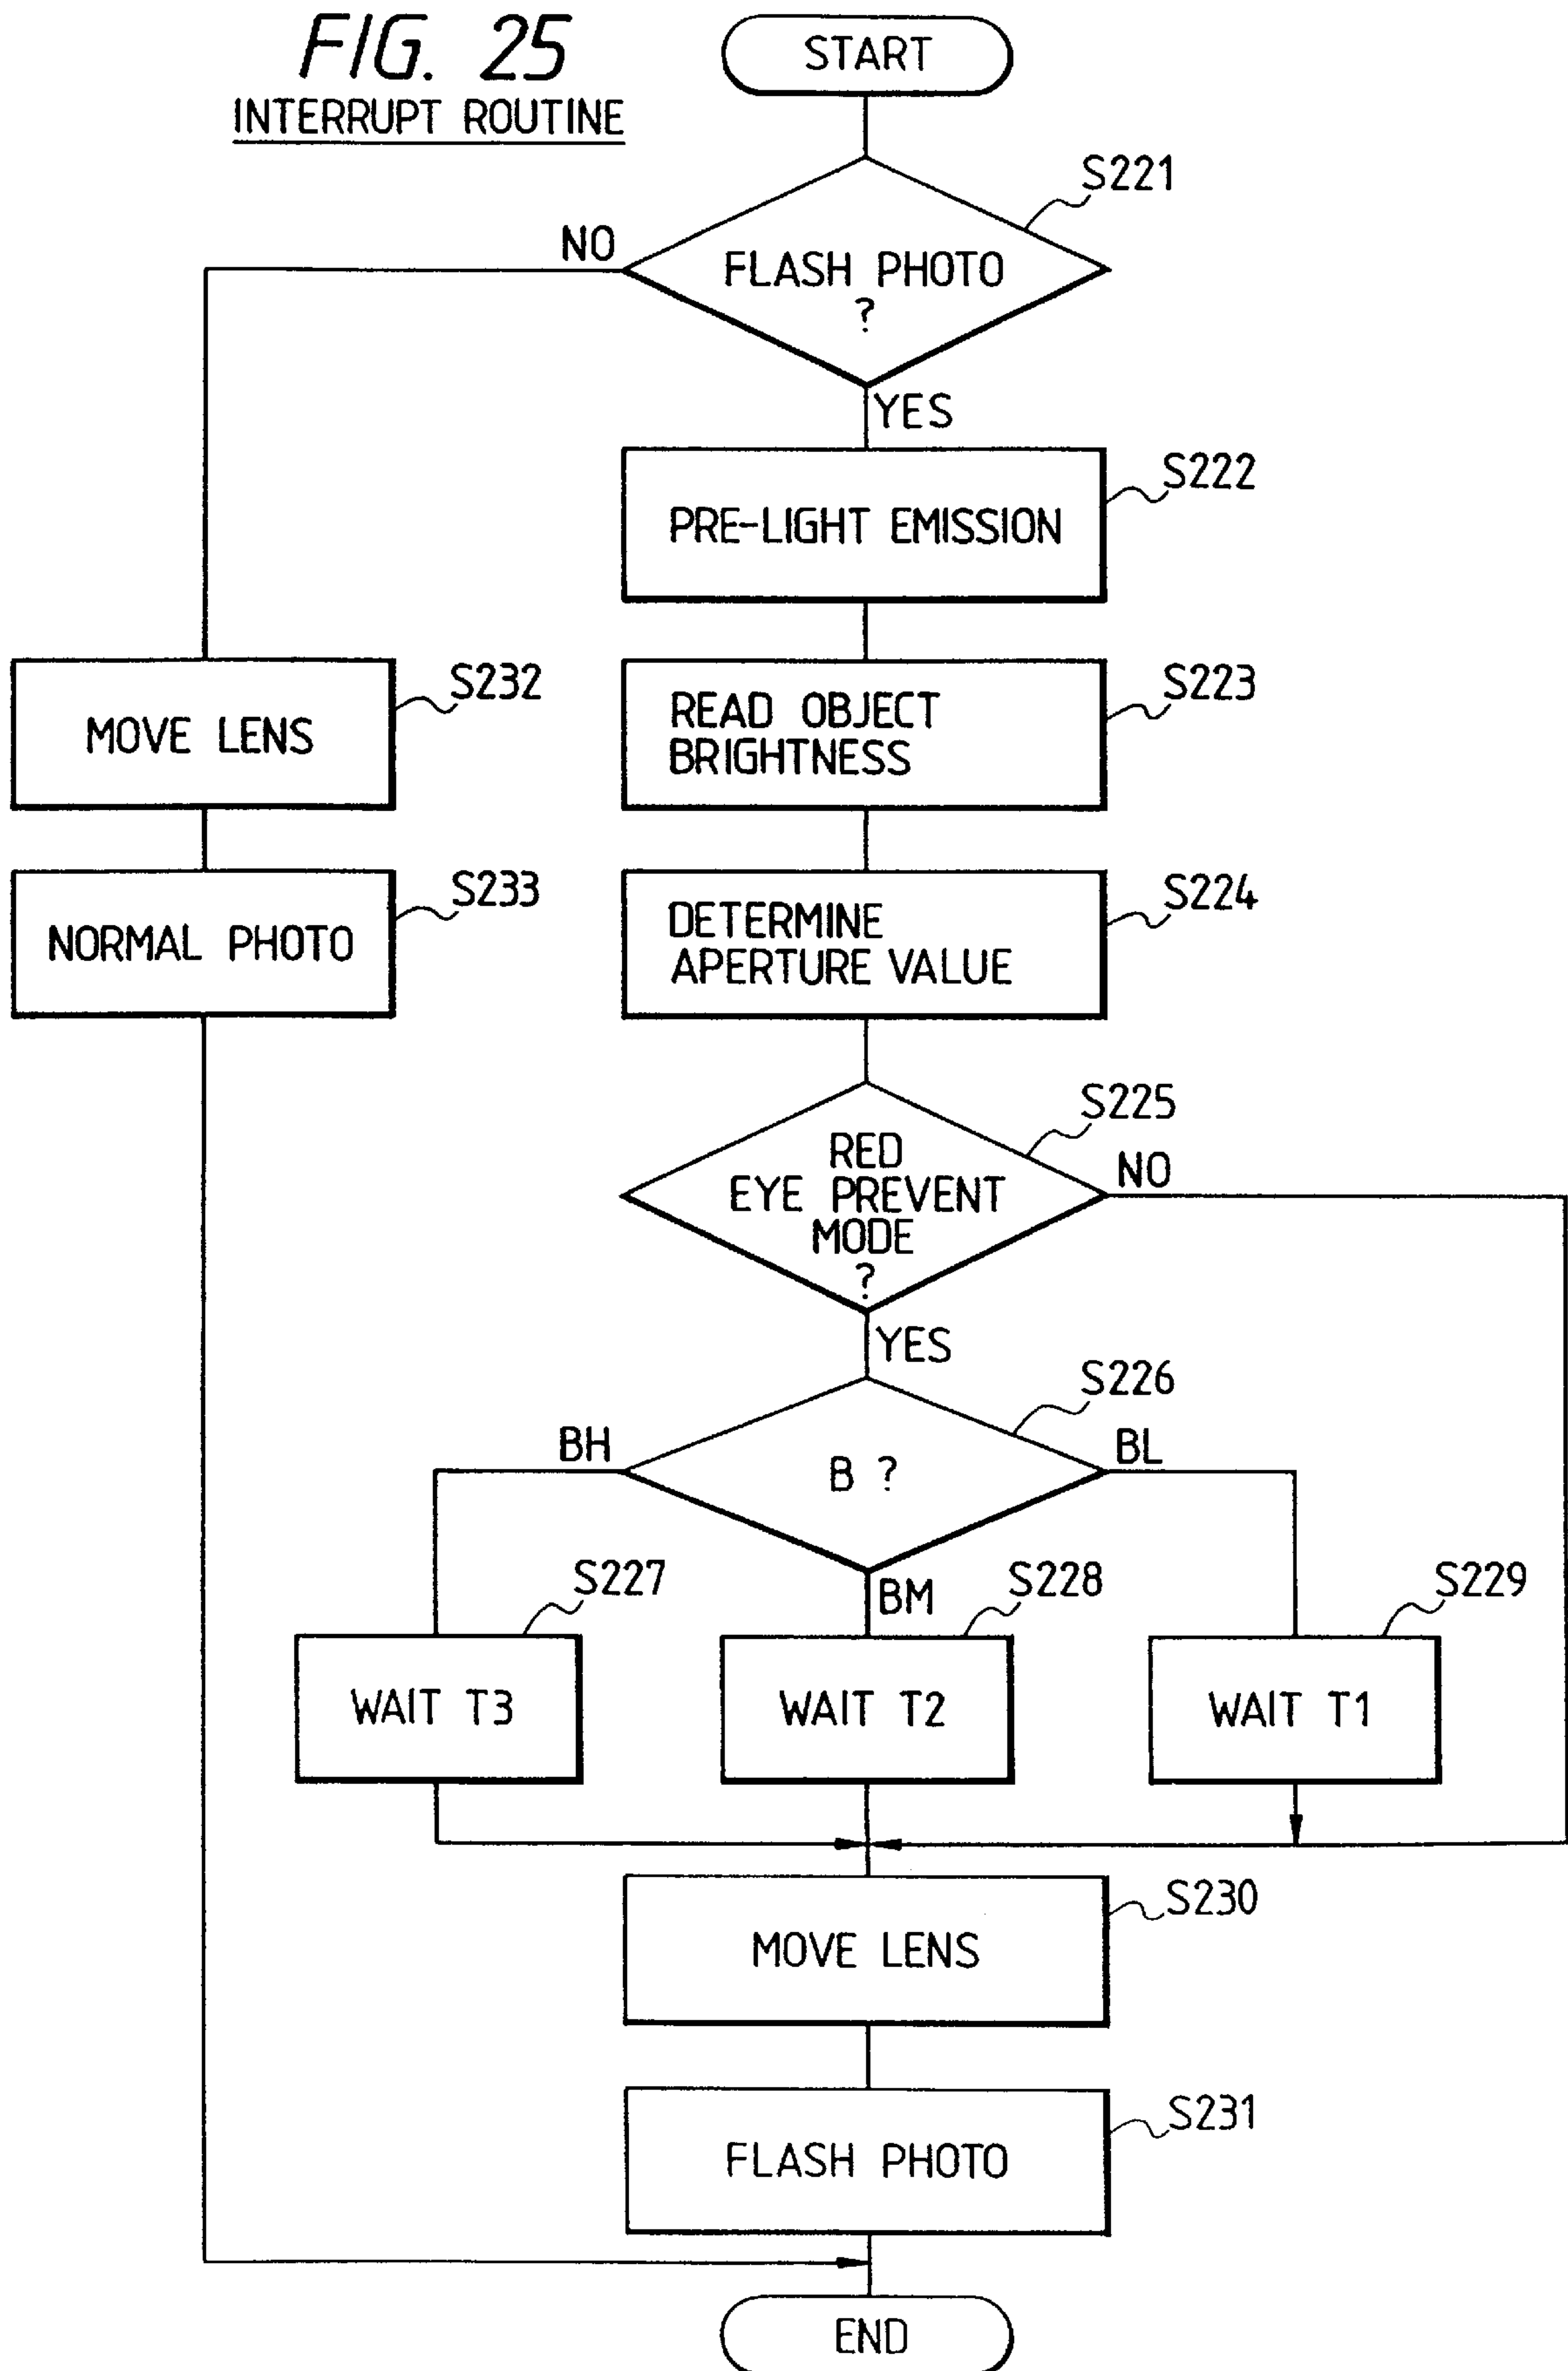 FIG. 25
INTERRUPT ROUTINE
START
S221
NO
FLASH PHOTO
?
YES
S222
PRE-LIGHT EMISSION
S232
MOVE LENS
S223
READ OBJECT
BRIGHTNESS
S233
NORMAL PHOTO
S224
DETERMINE
APERTURE VALUE
S225
RED
EYE PREVENT
MODE
?
NO
YES
S226
BH
B ?
BL
BM
S227
WAIT T3
S228
WAIT T2
S229
WAIT T1
S230
MOVE LENS
S231
FLASH PHOTO
END